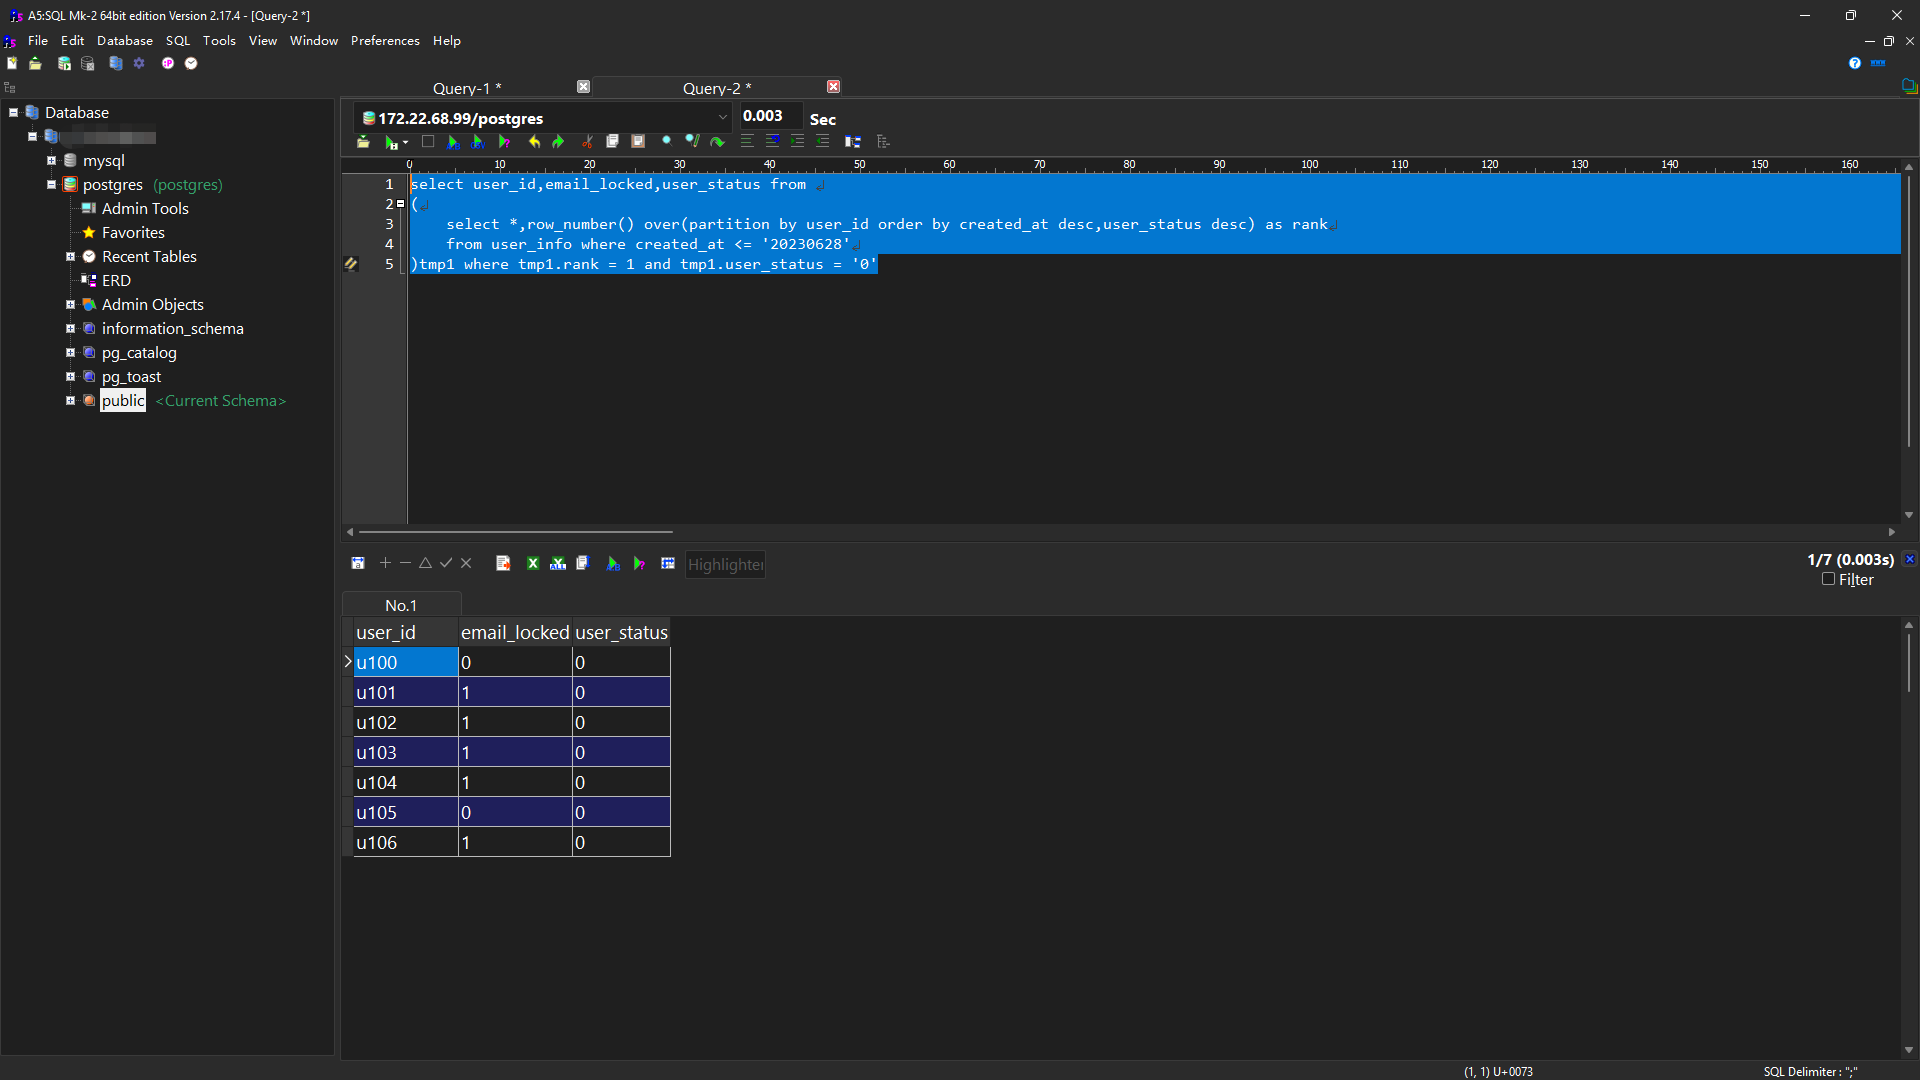 A5:SQL Mk-2 64bit edition Version 2.17.4 - [Query-2 *]
File Edit Database SQL Tools View Window Preferences Help
Query-1 * Query-2 *
Database
mysql
postgres (postgres)
Admin Tools
Favorites
Recent Tables
ERD
Admin Objects
information_schema
pg_catalog
pg_toast
public <Current Schema>
172.22.68.99/postgres 0.003 Sec
0 10 20 30 40 50 60 70 80 90 100 110 120 130 140 150 160
1 select user_id,email_locked,user_status from
2 (
3 select *,row_number() over(partition by user_id order by created_at desc,user_status desc) as rank
4 from user_info where created_at <= '20230628'
5 )tmp1 where tmp1.rank = 1 and tmp1.user_status = '0'
Highlighter
1/7 (0.003s)
Filter
No.1
user_id email_locked user_status
u100 0 0
u101 1 0
u102 1 0
u103 1 0
u104 1 0
u105 0 0
u106 1 0
(1, 1) U+0073 SQL Delimiter : ";"